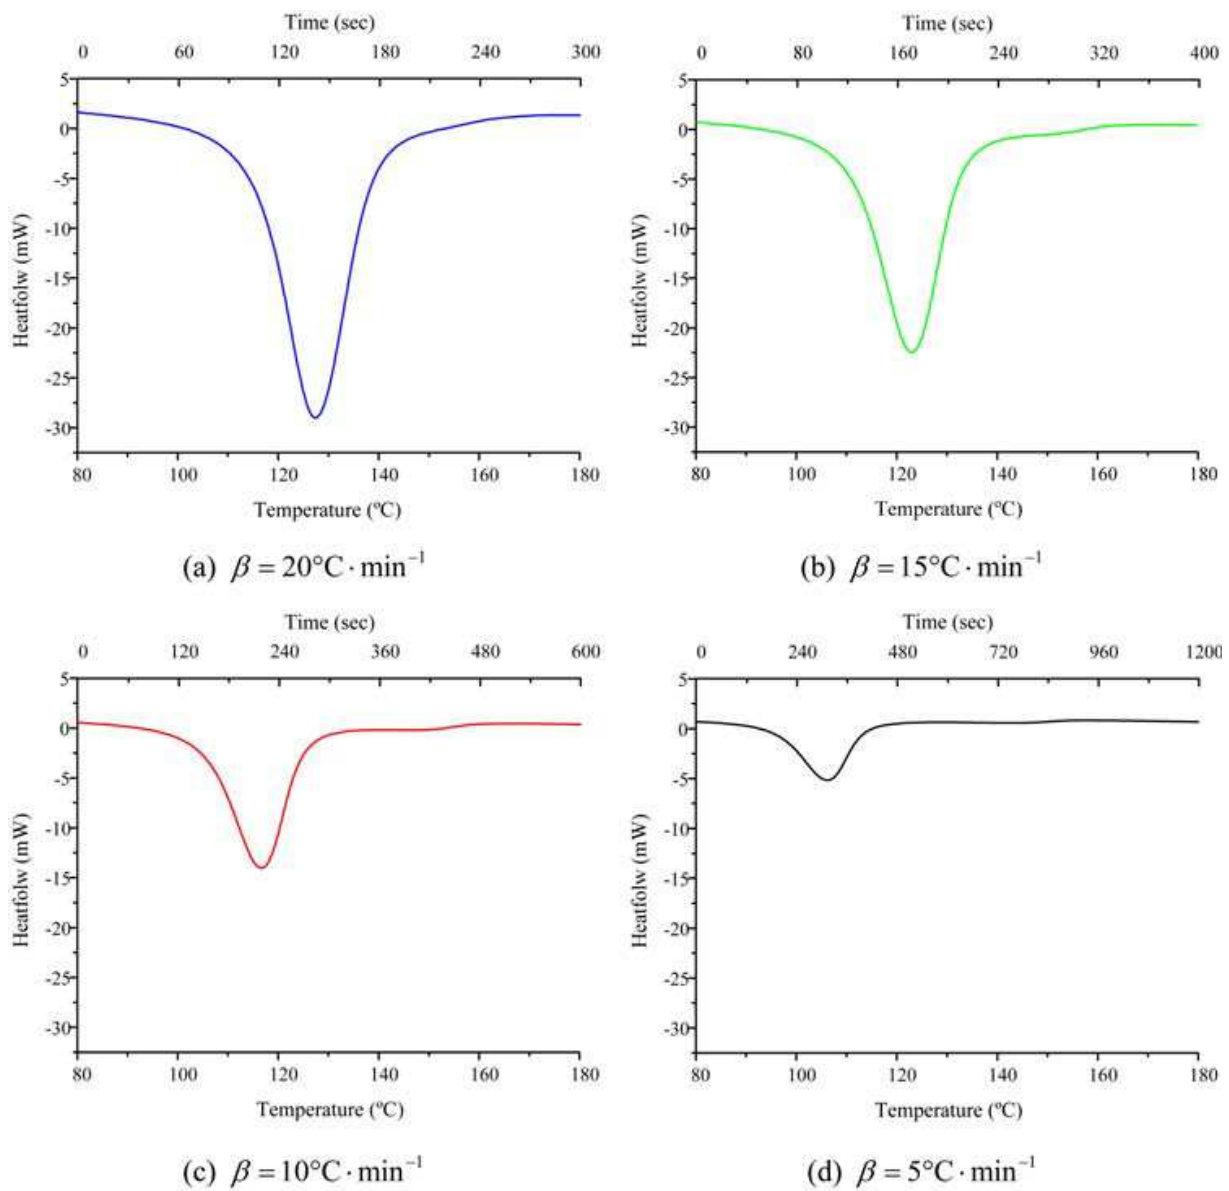 Time (sec)
0 60 120 180 240 300
5
0
-5
-10
-15
-20
-25
-30
Heatfolw (mW)
80 100 120 140 160 180
Temperature (ºC)
(a) β = 20°C · min⁻¹
Time (sec)
0 80 160 240 320 400
5
0
-5
-10
-15
-20
-25
-30
Heatfolw (mW)
80 100 120 140 160 180
Temperature (ºC)
(b) β = 15°C · min⁻¹
Time (sec)
0 120 240 360 480 600
5
0
-5
-10
-15
-20
-25
-30
Heatfolw (mW)
80 100 120 140 160 180
Temperature (ºC)
(c) β = 10°C · min⁻¹
Time (sec)
0 240 480 720 960 1200
5
0
-5
-10
-15
-20
-25
-30
Heatfolw (mW)
80 100 120 140 160 180
Temperature (ºC)
(d) β = 5°C · min⁻¹